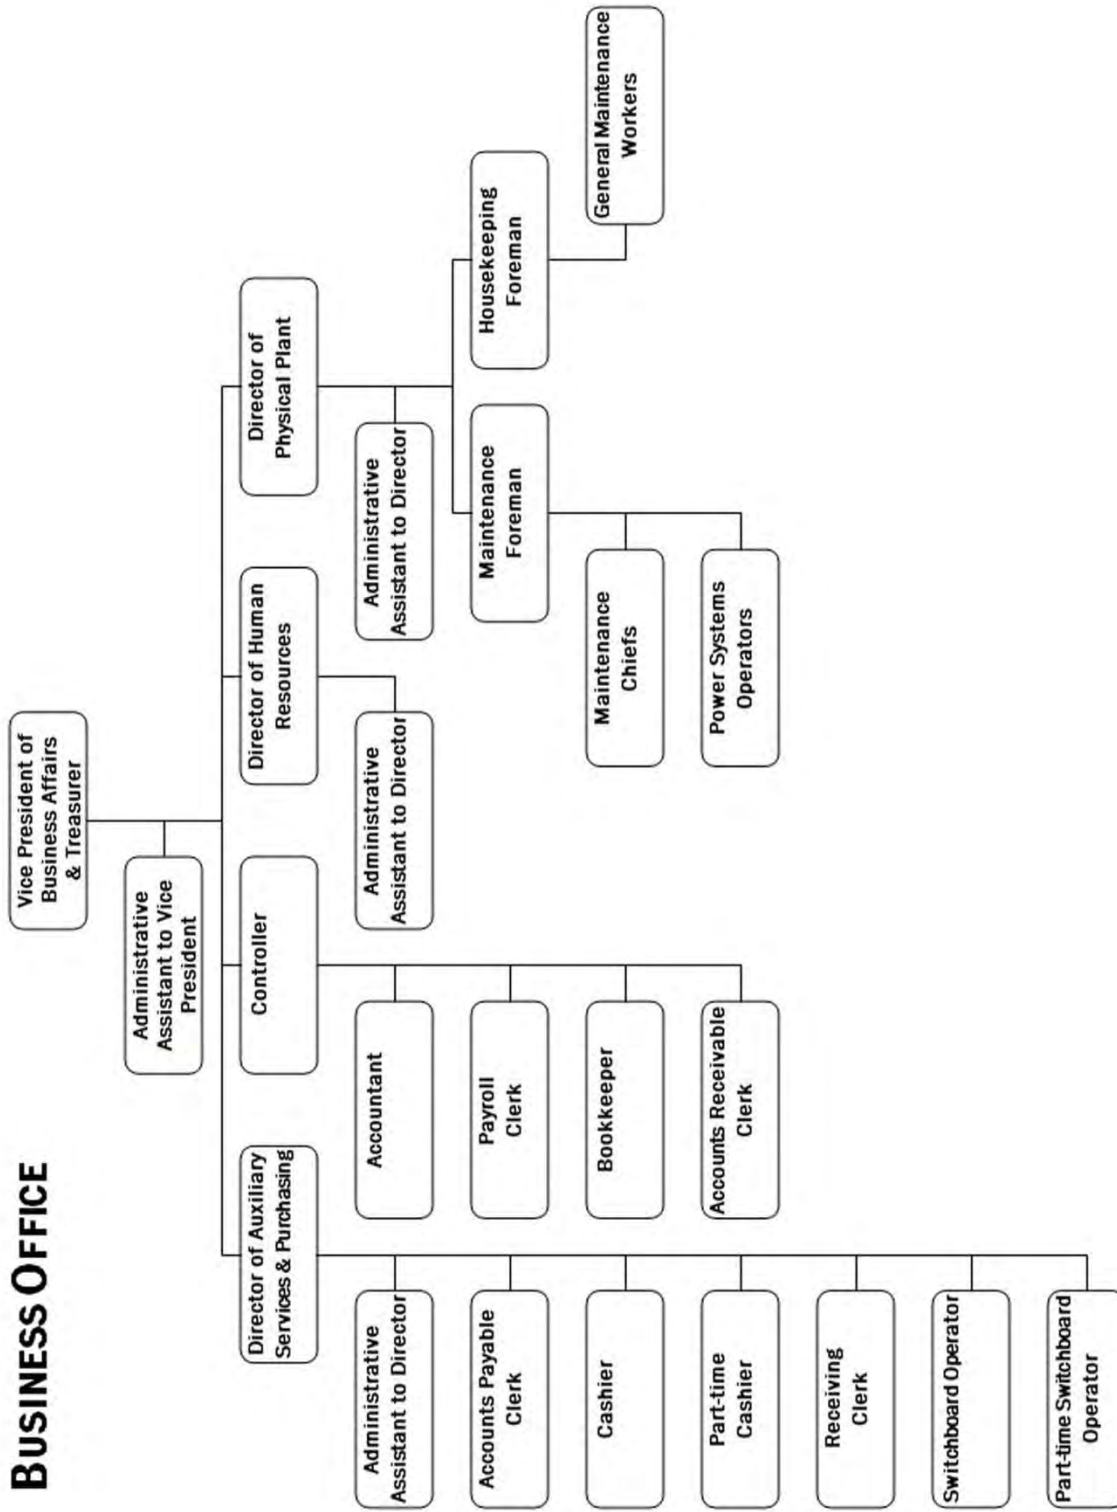 BUSINESS OFFICE
Vice President of
Business Affairs
& Treasurer
Administrative
Assistant to Vice
President
Director of Auxiliary
Services & Purchasing
Administrative
Assistant to Director
Accounts Payable
Clerk
Cashier
Part-time
Cashier
Receiving
Clerk
Switchboard Operator
Part-time Switchboard
Operator
Controller
Accountant
Payroll
Clerk
Bookkeeper
Accounts Receivable
Clerk
Director of Human
Resources
Administrative
Assistant to Director
Director of
Physical Plant
Administrative
Assistant to Director
Maintenance
Foreman
Maintenance
Chiefs
Power Systems
Operators
Housekeeping
Foreman
General Maintenance
Workers